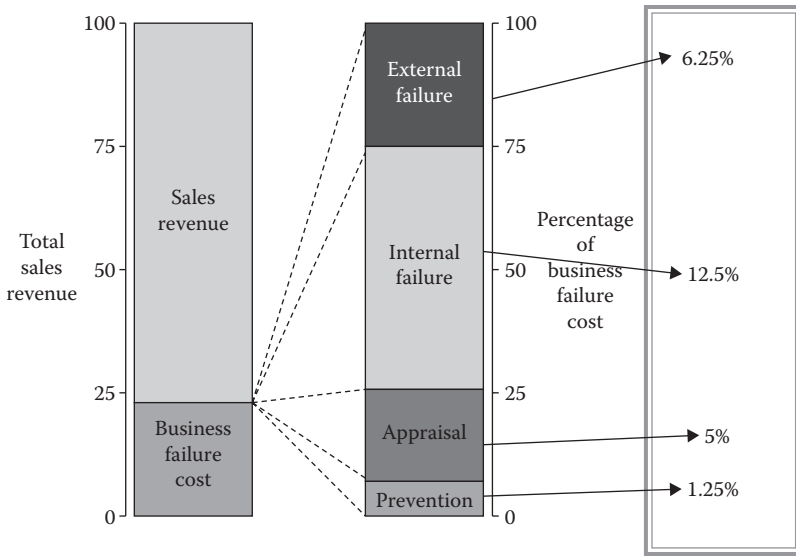 Total
sales
revenue
100
75
50
25
0
Sales
revenue
Business
failure
cost
External
failure
Internal
failure
Appraisal
Prevention
100
75
50
25
0
Percentage
of
business
failure
cost
6.25%
12.5%
5%
1.25%